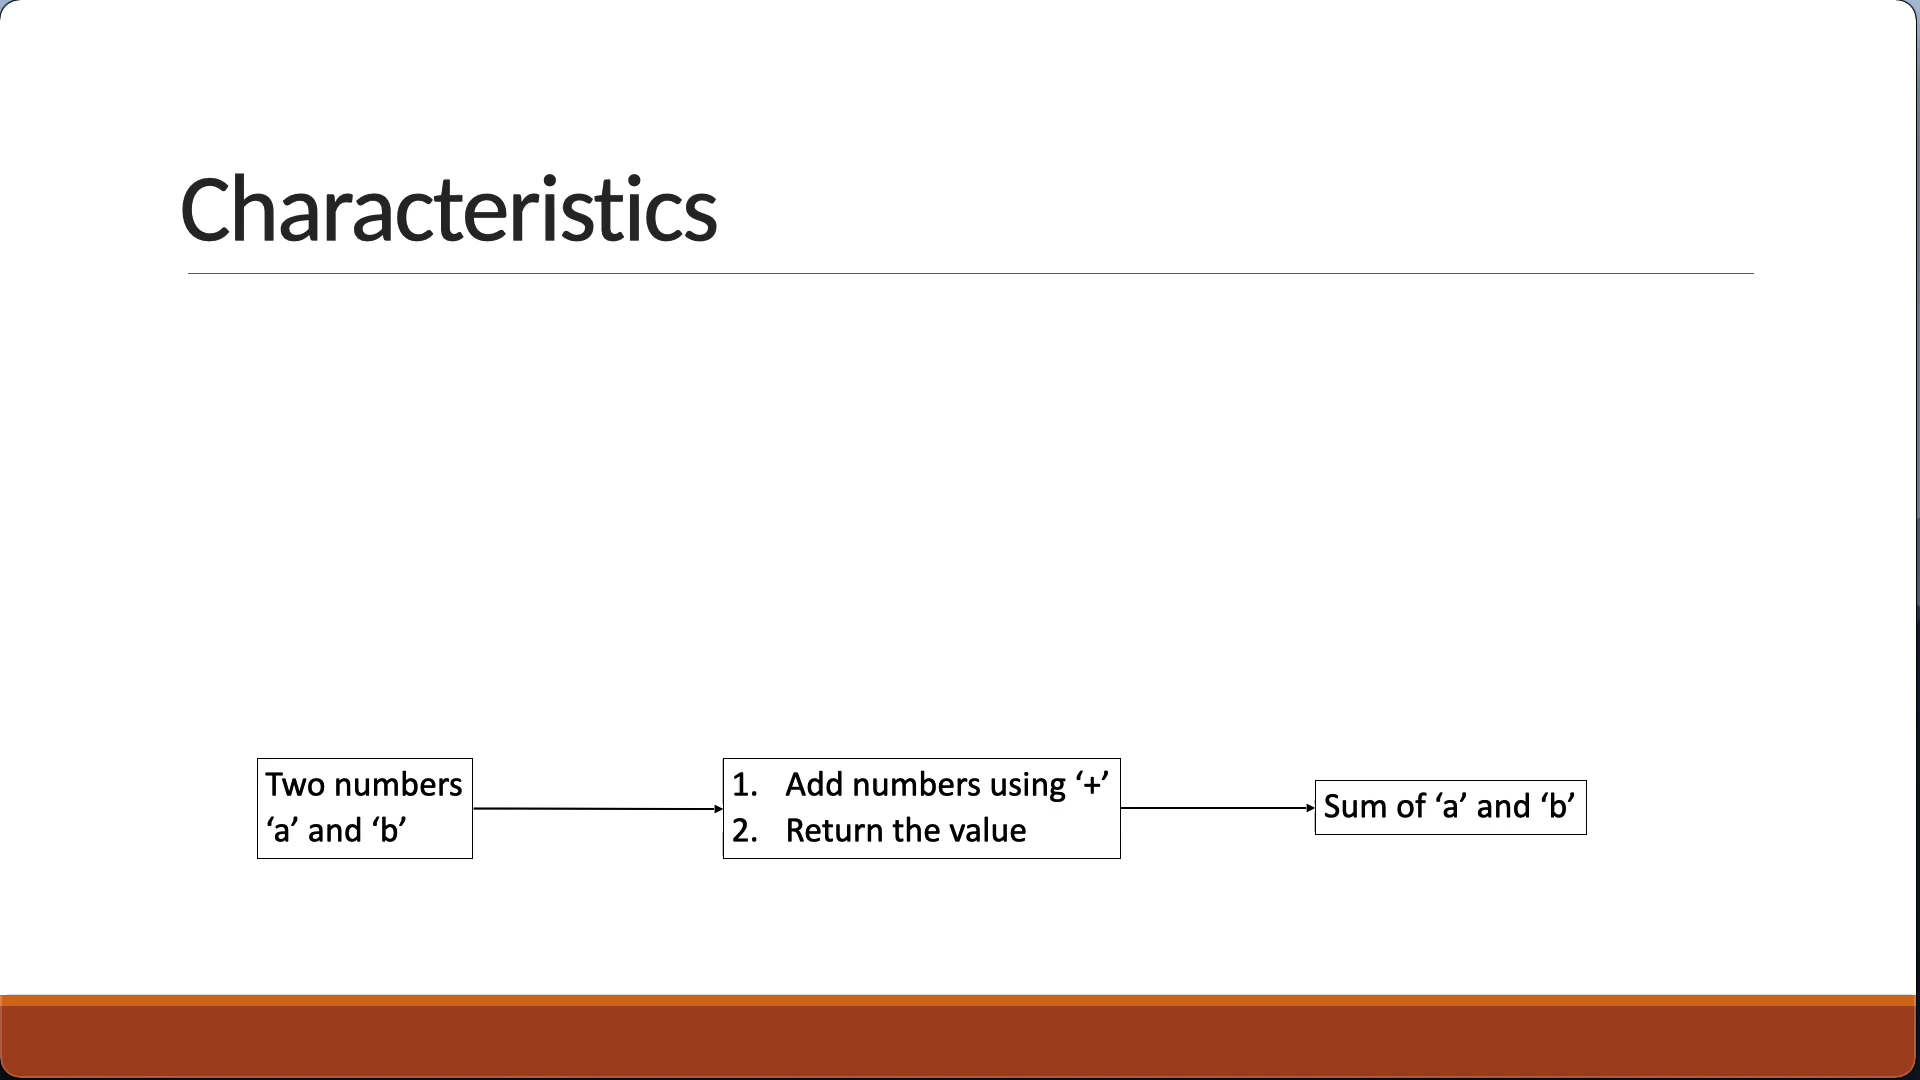 Characteristics
Two numbers
‘a’ and ‘b’
1. Add numbers using ‘+’
2. Return the value
Sum of ‘a’ and ‘b’